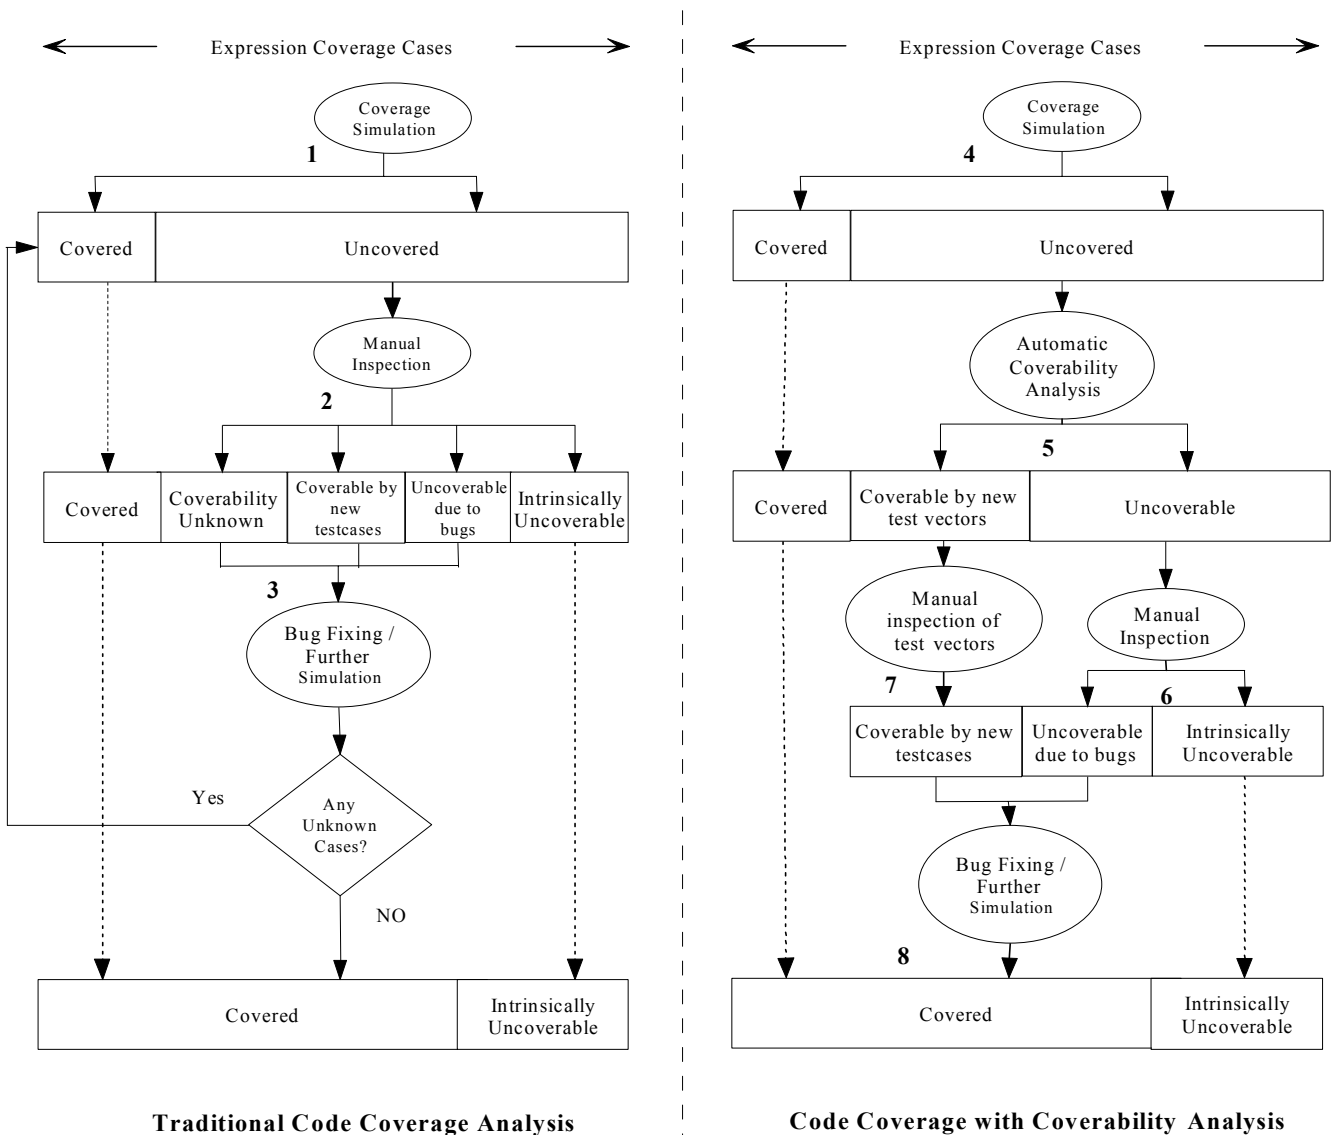 Expression Coverage Cases
Coverage
Simulation
1
Covered
Uncovered
Manual
Inspection
2
Covered
Coverability
Unknown
Coverable by
new
testcases
Uncoverable
due to
bugs
Intrinsically
Uncoverable
3
Bug Fixing /
Further
Simulation
Yes
Any
Unknown
Cases?
NO
Covered
Intrinsically
Uncoverable
Traditional Code Coverage Analysis
Expression Coverage Cases
Coverage
Simulation
4
Covered
Uncovered
Automatic
Coverability
Analysis
5
Covered
Coverable by new
test vectors
Uncoverable
Manual
inspection of
test vectors
Manual
Inspection
7
6
Coverable by new
testcases
Uncoverable
due to bugs
Intrinsically
Uncoverable
Bug Fixing /
Further
Simulation
8
Covered
Intrinsically
Uncoverable
Code Coverage with Coverability Analysis